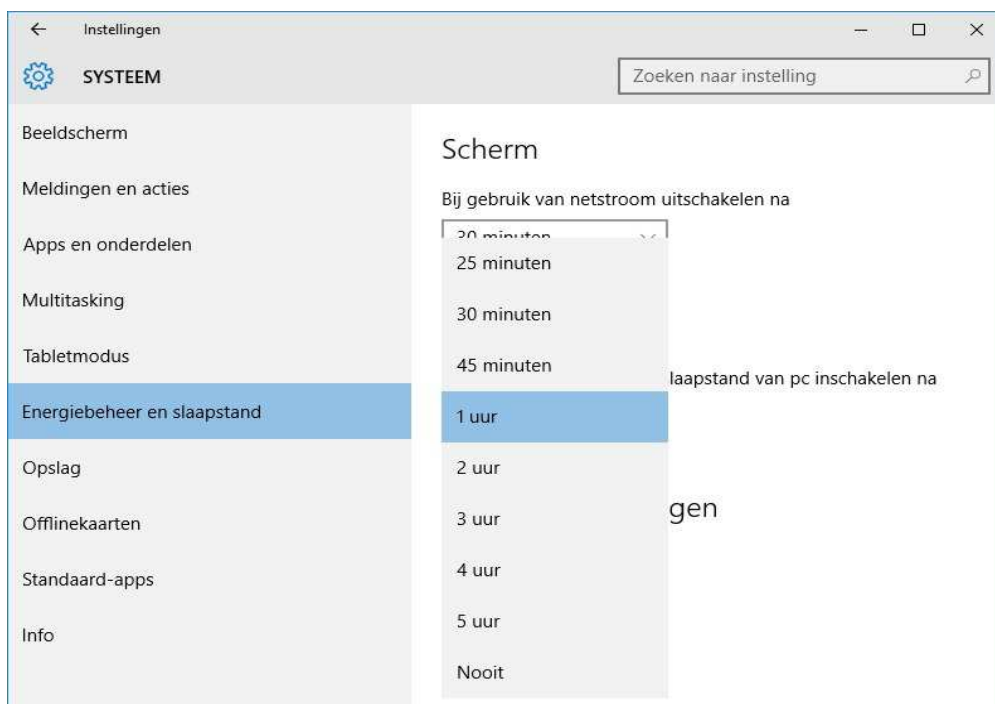 Instellingen
SYSTEEM
Zoeken naar instelling
Beeldscherm
Meldingen en acties
Apps en onderdelen
Multitasking
Tabletmodus
Energiebeheer en slaapstand
Opslag
Offlinekaarten
Standaard-apps
Info
Scherm
Bij gebruik van netstroom uitschakelen na
30 minuten
25 minuten
30 minuten
45 minuten
laapstand van pc inschakelen na
1 uur
2 uur
3 uur
gen
4 uur
5 uur
Nooit